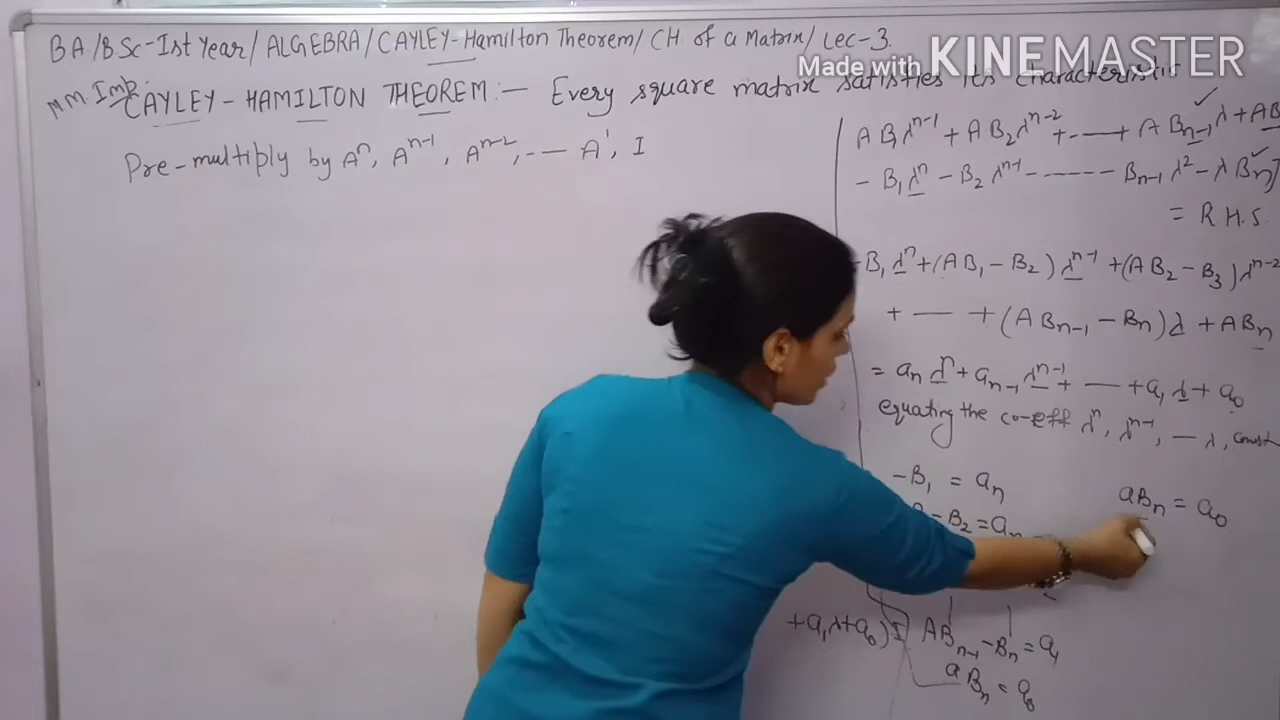 BA/BSc-Ist Year/ALGEBRA/CAYLEY-Hamilton Theorem/CH. of a Matrix/Lec-3.
Made with KINEMASTER
M.M.Imp. CAYLEY-HAMILTON THEOREM:- Every square matrix satisfies its characteristic
Pre-multiply by Aⁿ, Aⁿ⁻¹, Aⁿ⁻², --- A¹, I
AB₁λⁿ⁻¹ + AB₂λⁿ⁻² + --- + ABₙ₋₁λ + AB
- B₁λⁿ - B₂λⁿ⁻¹ ------ Bₙ₋₁λ² - λBₙ
= R.H.S.
-B₁λⁿ + (AB₁ - B₂)λⁿ⁻¹ + (AB₂ - B₃)λⁿ⁻²
+ --- + (ABₙ₋₁ - Bₙ)λ + ABₙ
= aₙλⁿ + aₙ₋₁λⁿ⁻¹ + --- + a₁λ + a₀
equating the co-eff λⁿ, λⁿ⁻¹, --- λ, const
-B₁ = aₙ
aBₙ = a₀
- B₂ = aₙ
+a₁λ+a₀)I
ABₙ₋₁ - Bₙ = a₁
aBₙ = a₀